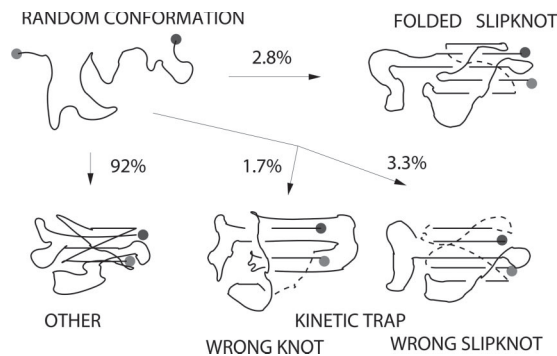 RANDOM CONFORMATION
FOLDED SLIPKNOT
2.8%
92%
1.7%
3.3%
OTHER
KINETIC TRAP
WRONG KNOT
WRONG SLIPKNOT